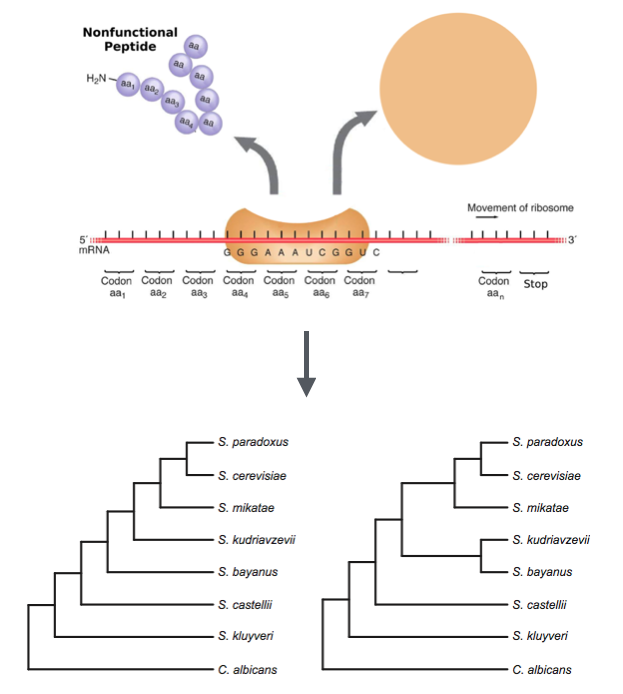 Nonfunctional
Peptide
H₂N
aa₁
aa₂
aa₃
aa₄
aa
aa
aa
aa
aa
Movement of ribosome
5´
3´
mRNA
G G G A A A U C G G U C
Codon Codon Codon Codon Codon Codon Codon Codon Stop
aa₁ aa₂ aa₃ aa₄ aa₅ aa₆ aa₇ aaₙ
S. paradoxus
S. cerevisiae
S. mikatae
S. kudriavzevii
S. bayanus
S. castellii
S. kluyveri
C. albicans
S. paradoxus
S. cerevisiae
S. mikatae
S. kudriavzevii
S. bayanus
S. castellii
S. kluyveri
C. albicans